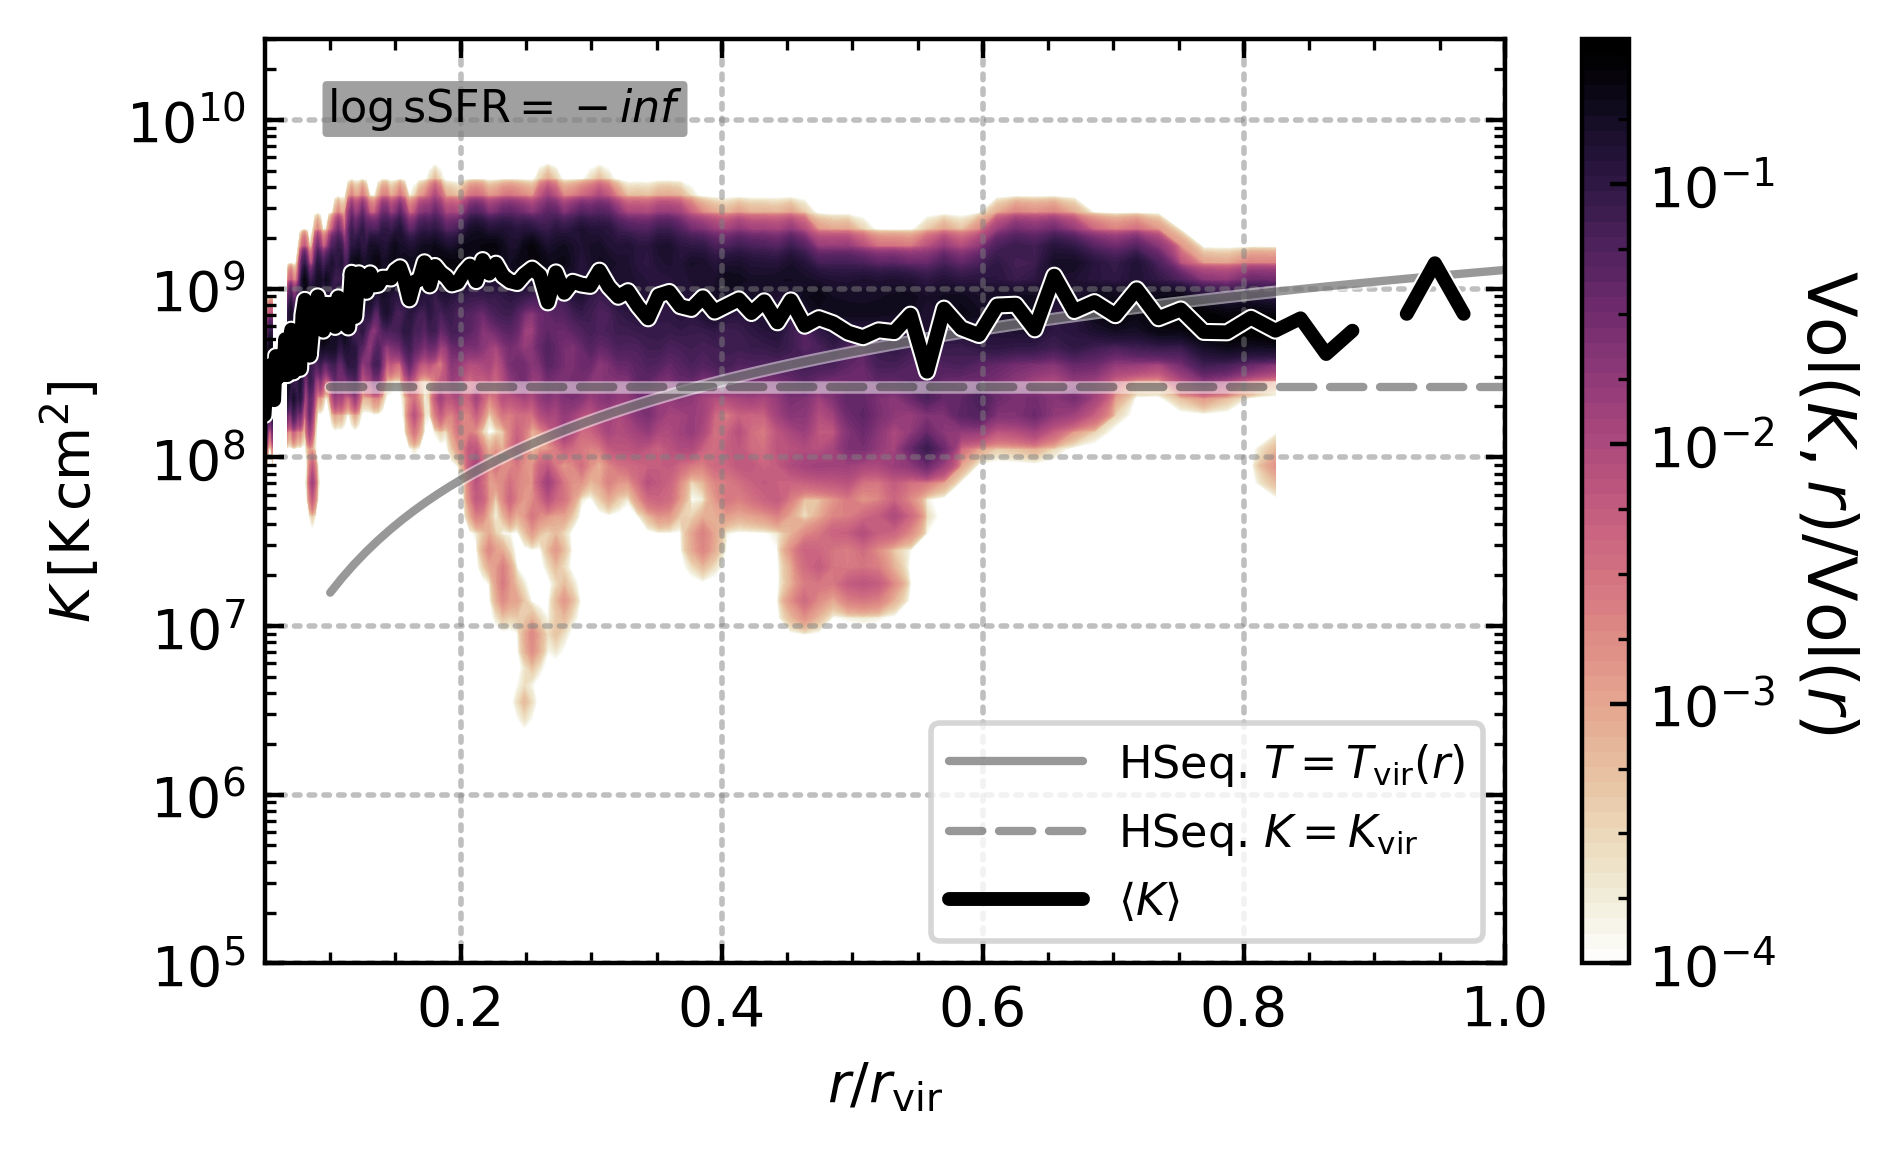 log sSFR = − inf
10^10
10^9
10^8
10^7
10^6
10^5
K [K cm^2]
0.2 0.4 0.6 0.8 1.0
r/r_vir
HSeq. T = T_vir(r)
HSeq. K = K_vir
⟨K⟩
10^−1
10^−2
10^−3
10^−4
Vol(K, r)/Vol(r)